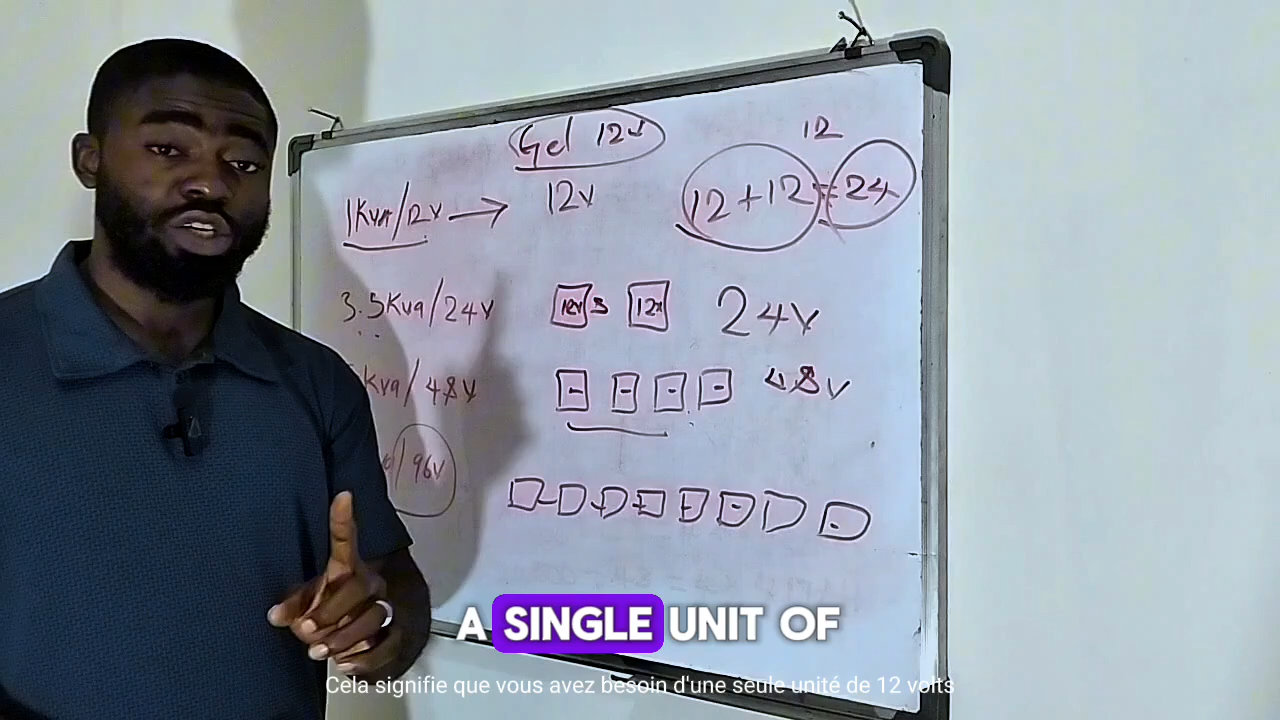 Gel 12v
12
1Kva/12v → 12v
12+12=24
3.5Kva/24v 12v 12v 24v
Kva/48v 48v
/96v
A SINGLE UNIT OF
Cela signifie que vous avez besoin d'une seule unité de 12 volts